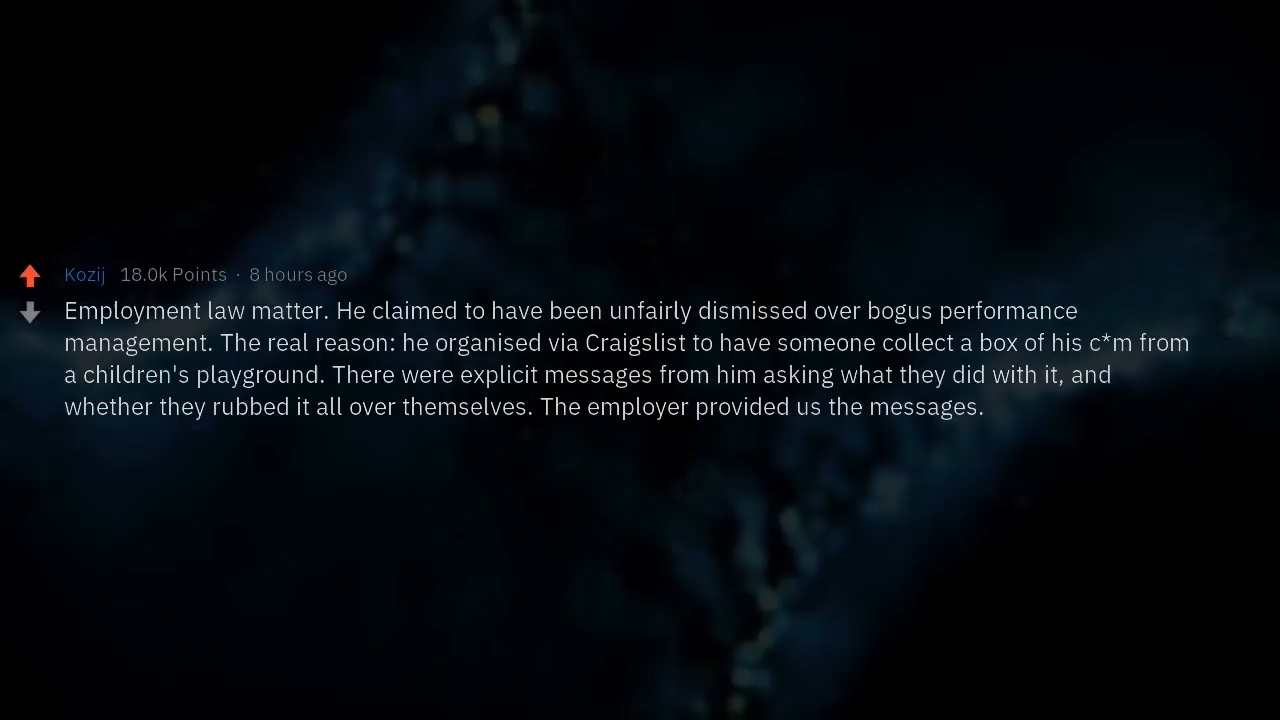 Kozij 18.0k Points · 8 hours ago
Employment law matter. He claimed to have been unfairly dismissed over bogus performance
management. The real reason: he organised via Craigslist to have someone collect a box of his c*m from
a children's playground. There were explicit messages from him asking what they did with it, and
whether they rubbed it all over themselves. The employer provided us the messages.